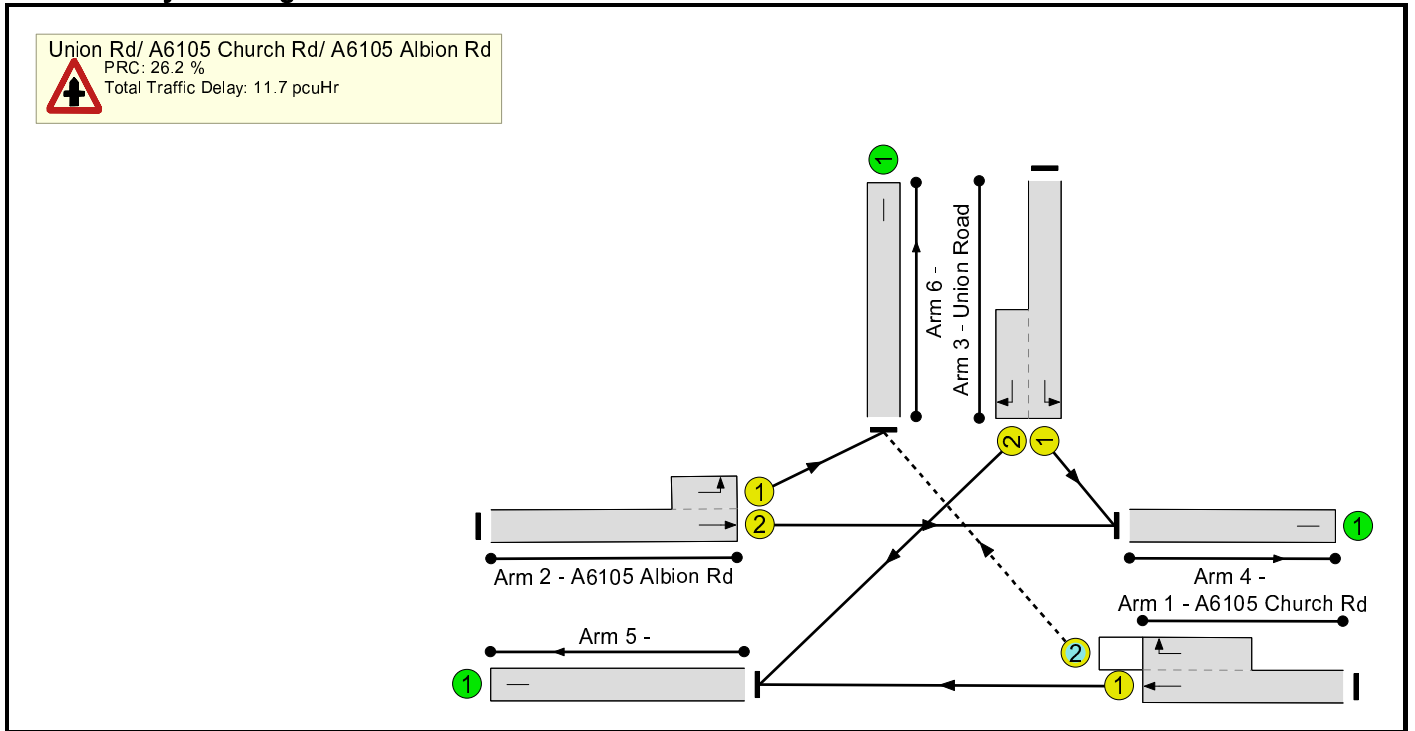 Union Rd/ A6105 Church Rd/ A6105 Albion Rd
PRC: 26.2 %
Total Traffic Delay: 11.7 pcuHr
1
Arm 6 -
Arm 3 - Union Road
2
1
1
2
Arm 2 - A6105 Albion Rd
1
Arm 4 -
Arm 1 - A6105 Church Rd
Arm 5 -
1
2
1